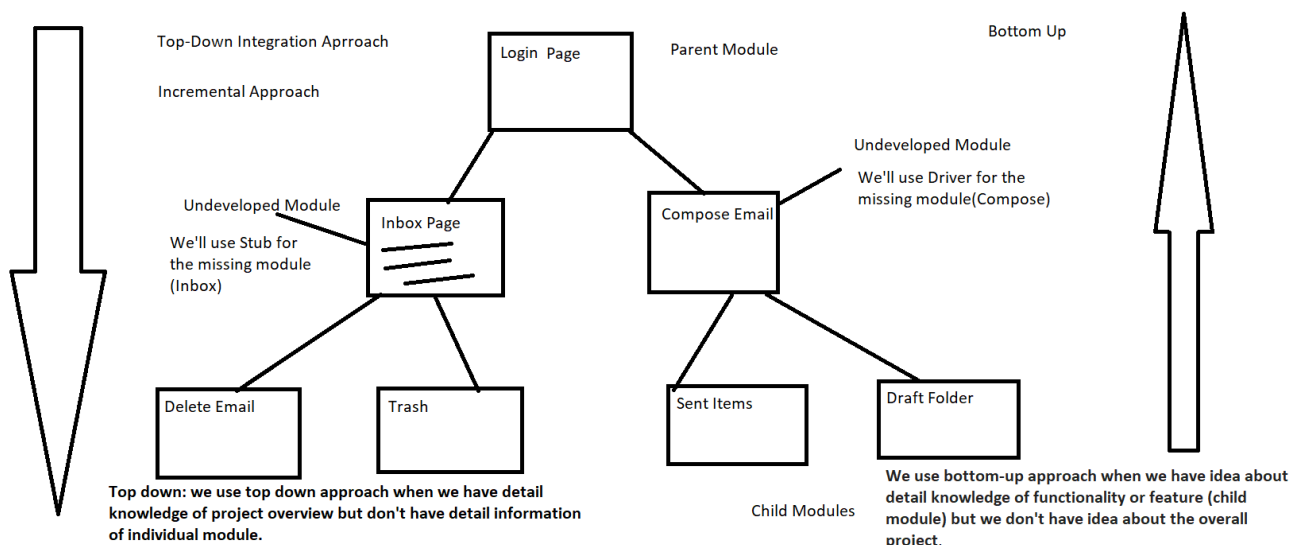 Top-Down Integration Aprroach
Incremental Approach
Login Page
Parent Module
Bottom Up
Undeveloped Module
We'll use Driver for the
missing module(Compose)
Undeveloped Module
We'll use Stub for
the missing module
(Inbox)
Inbox Page
Compose Email
Delete Email
Trash
Sent Items
Draft Folder
Top down: we use top down approach when we have detail
knowledge of project overview but don't have detail information
of individual module.
Child Modules
We use bottom-up approach when we have idea about
detail knowledge of functionality or feature (child
module) but we don't have idea about the overall
project.